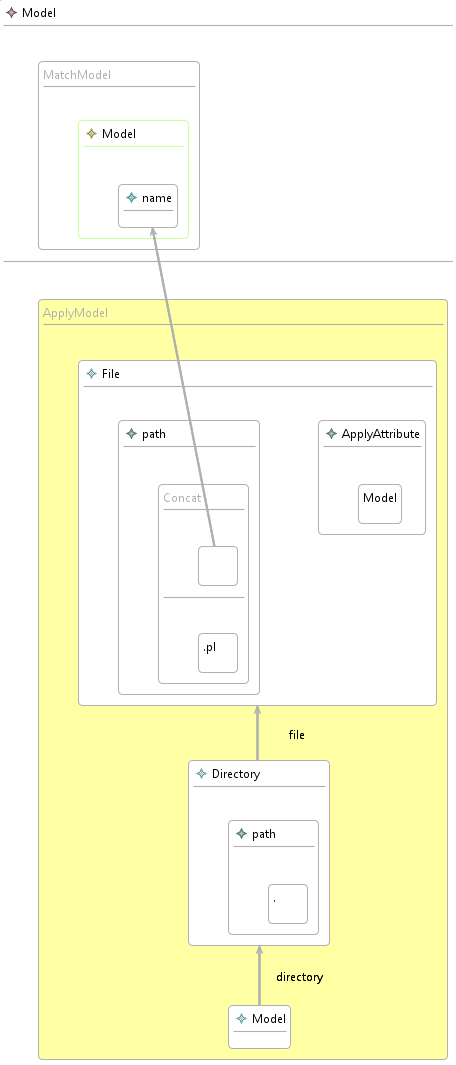 Model
MatchModel
Model
name
ApplyModel
File
path
ApplyAttribute
Concat
Model
.pl
file
Directory
path
.
directory
Model